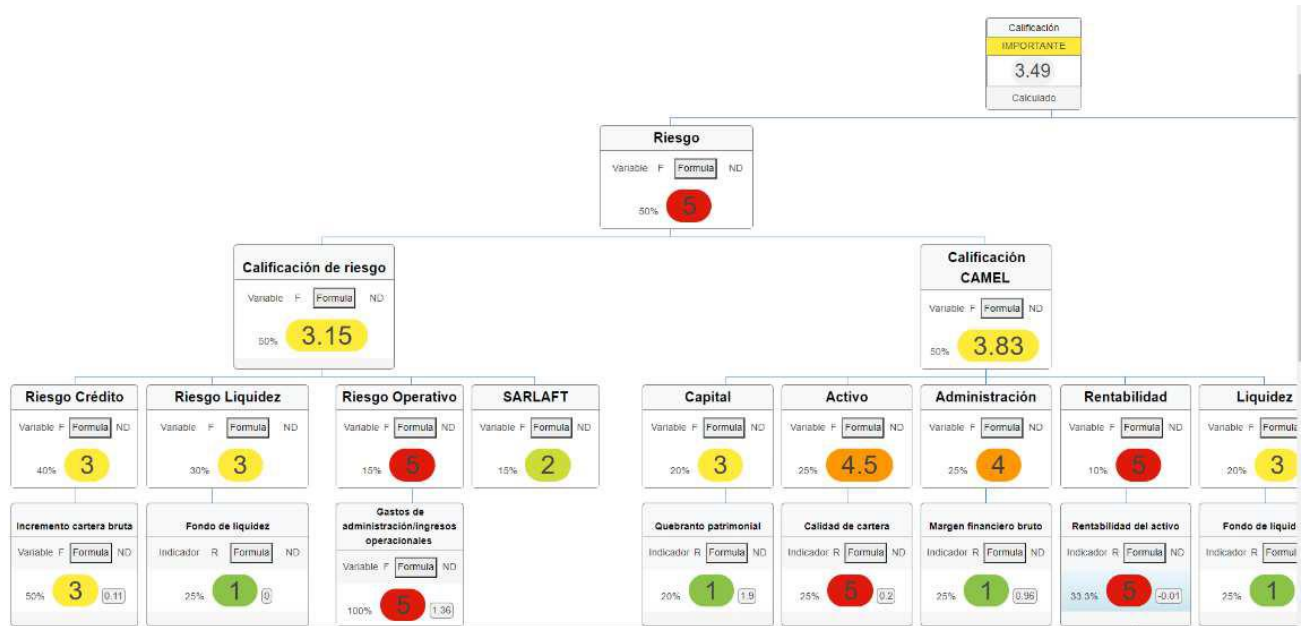 Calificación
IMPORTANTE
3.49
Calculado
Riesgo
Variable F Formula ND
50% 5
Calificación de riesgo
Variable F Formula ND
50% 3.15
Calificación
CAMEL
Variable F Formula ND
50% 3.83
Riesgo Crédito
Variable F Formula ND
40% 3
Riesgo Liquidez
Variable F Formula ND
30% 3
Riesgo Operativo
Variable F Formula ND
15% 5
SARLAFT
Variable F Formula ND
15% 2
Capital
Variable F Formula ND
20% 3
Activo
Variable F Formula ND
25% 4.5
Administración
Variable F Formula ND
25% 4
Rentabilidad
Variable F Formula ND
10% 5
Liquidez
Variable F Formula
20% 3
Incremento cartera bruta
Variable F Formula ND
50% 3 0.11
Fondo de liquidez
Indicador R Formula ND
25% 1 0
Gastos de
administración/ingresos
operacionales
Variable F Formula ND
100% 5 1.36
Quebranto patrimonial
Indicador R Formula ND
20% 1 1.9
Calidad de cartera
Indicador R Formula ND
25% 5 0.2
Margen financiero bruto
Indicador R Formula ND
25% 1 0.96
Rentabilidad del activo
Indicador R Formula ND
33.3% 5 -0.01
Fondo de liquid
Indicador R Formul
25% 1